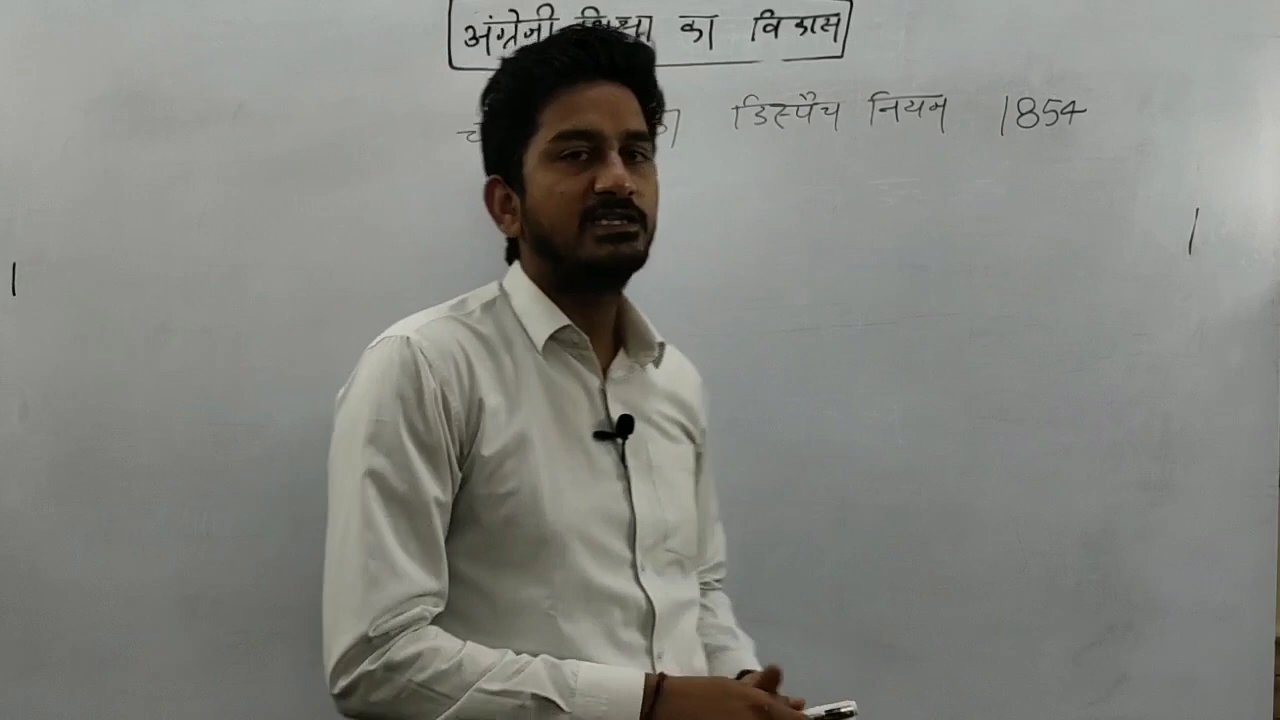 अंग्रेजी शिक्षा का विकास
डिस्पैच नियम 1854